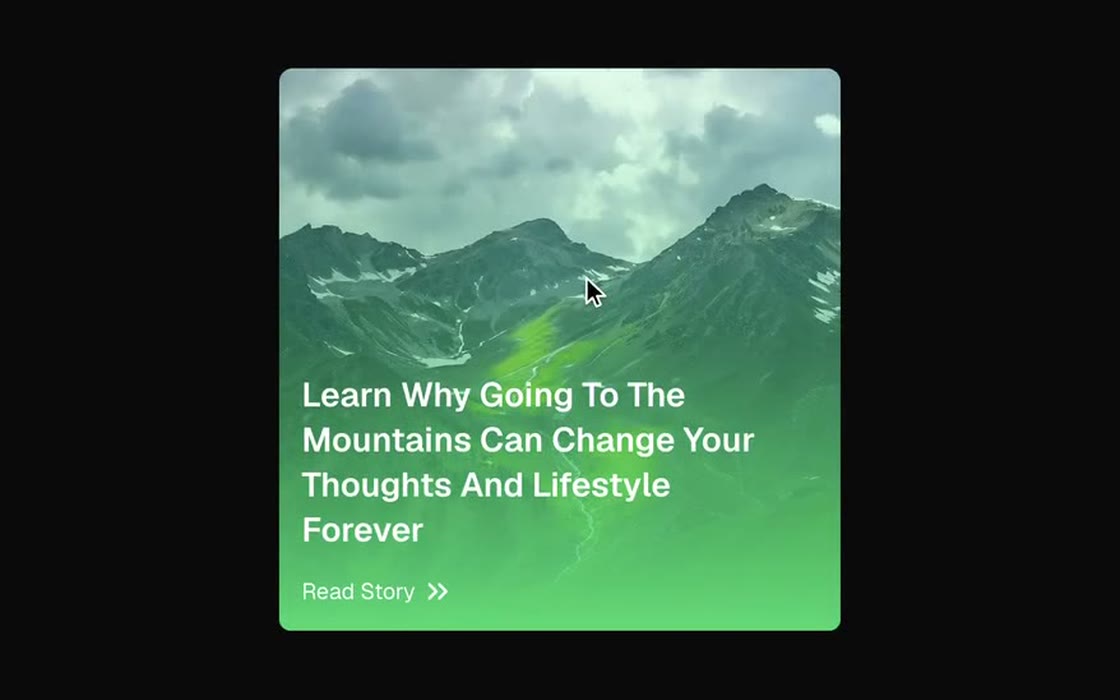 Learn Why Going To The
Mountains Can Change Your
Thoughts And Lifestyle
Forever
Read Story